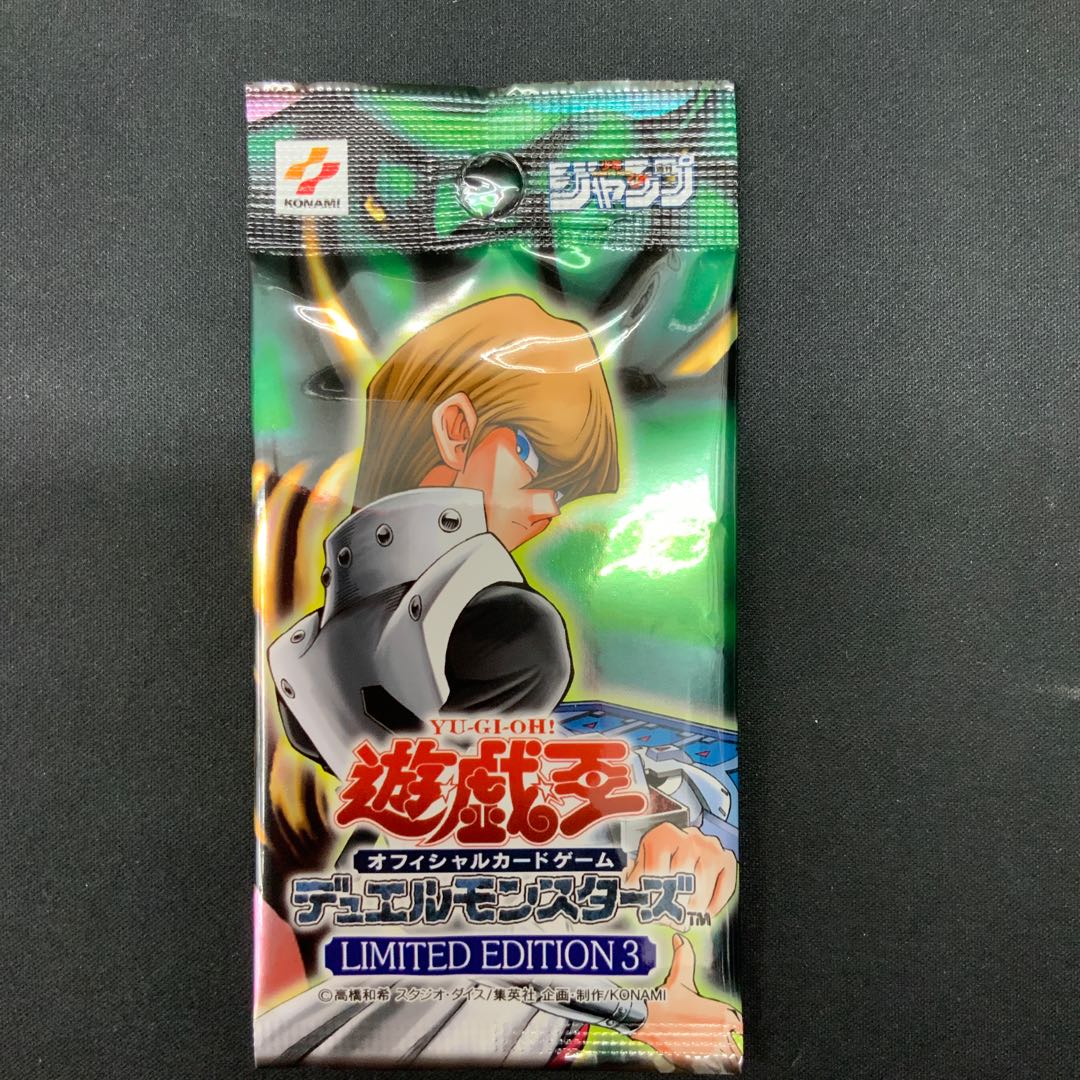 KONAMI
ジャンプ
YU-GI-OH!
遊戯王
オフィシャルカードゲーム
デュエルモンスターズ™
LIMITED EDITION 3
©高橋和希 スタジオ・ダイス/集英社 企画・制作/KONAMI